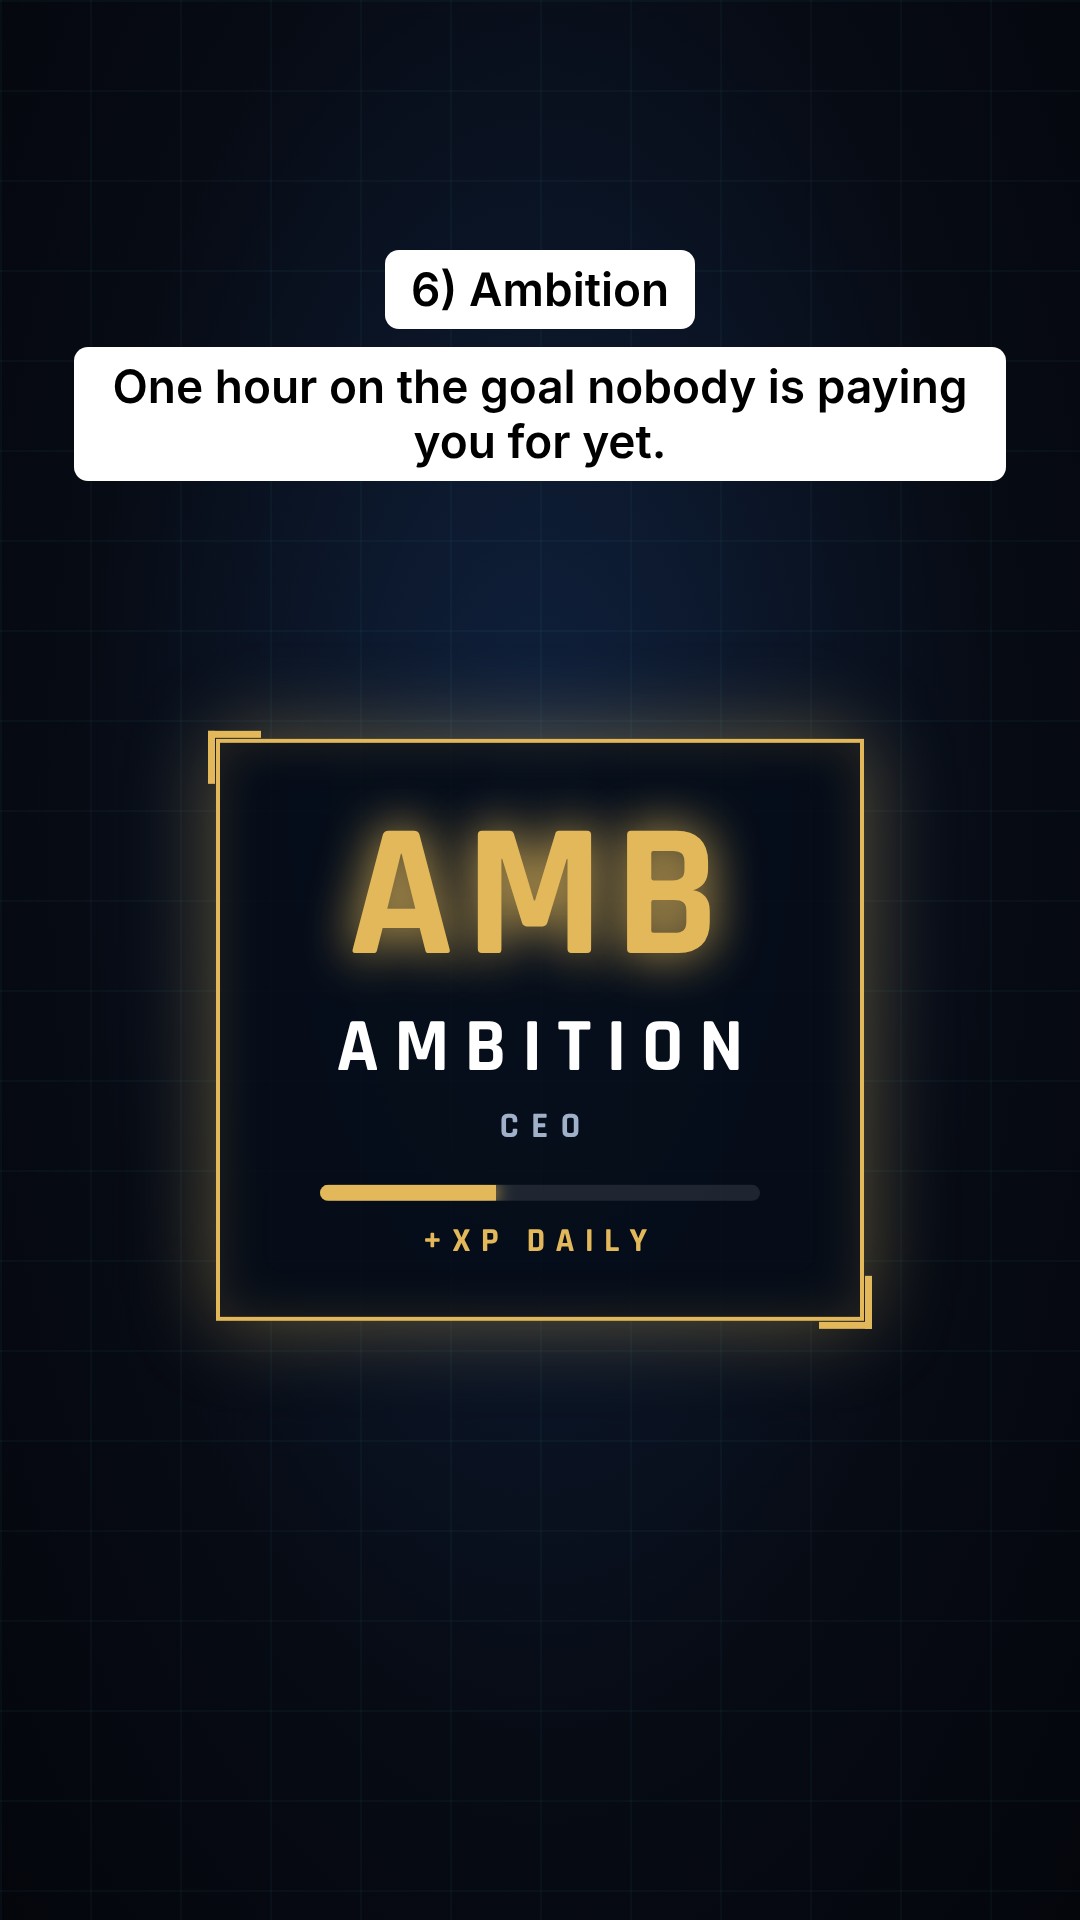 6) Ambition
One hour on the goal nobody is paying
you for yet.
AMB
AMBITION
CEO
+XP DAILY